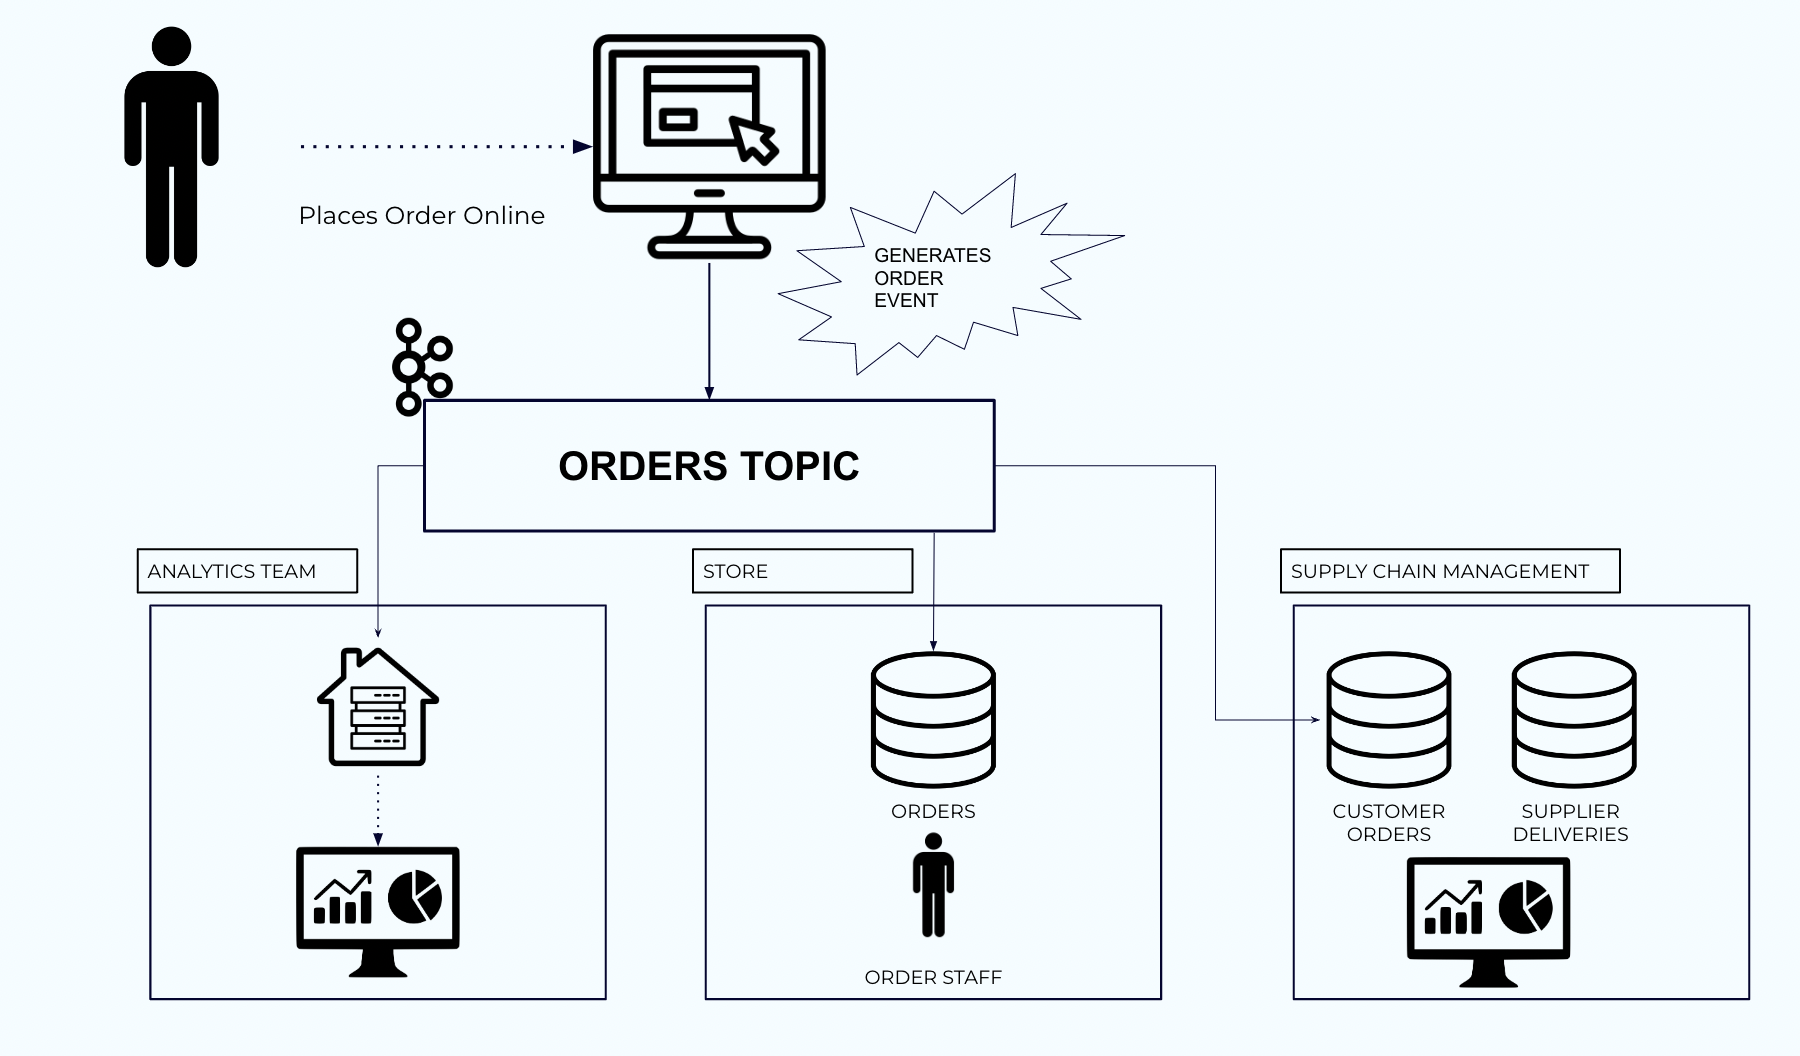 Places Order Online
GENERATES
ORDER
EVENT
ORDERS TOPIC
ANALYTICS TEAM
STORE
SUPPLY CHAIN MANAGEMENT
ORDERS
ORDER STAFF
CUSTOMER
ORDERS
SUPPLIER
DELIVERIES